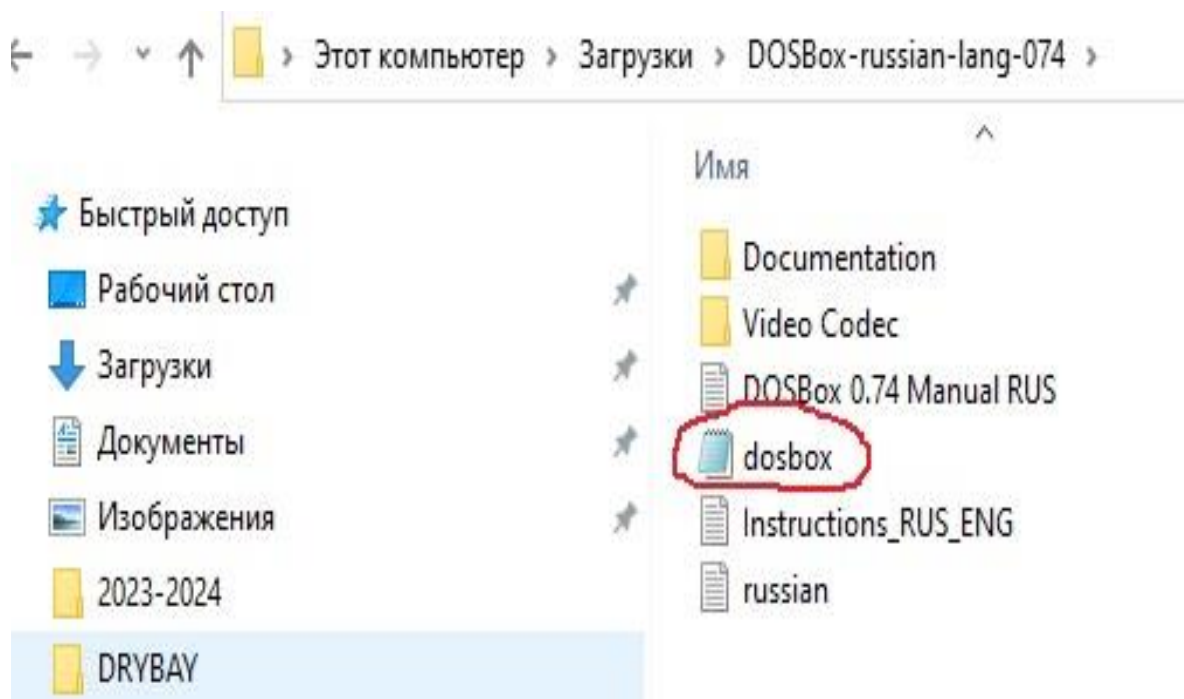 Этот компьютер › Загрузки › DOSBox-russian-lang-074 ›
Имя
Быстрый доступ
Рабочий стол
Загрузки
Документы
Изображения
2023-2024
DRYBAY
Documentation
Video Codec
DOSBox 0.74 Manual RUS
dosbox
Instructions_RUS_ENG
russian